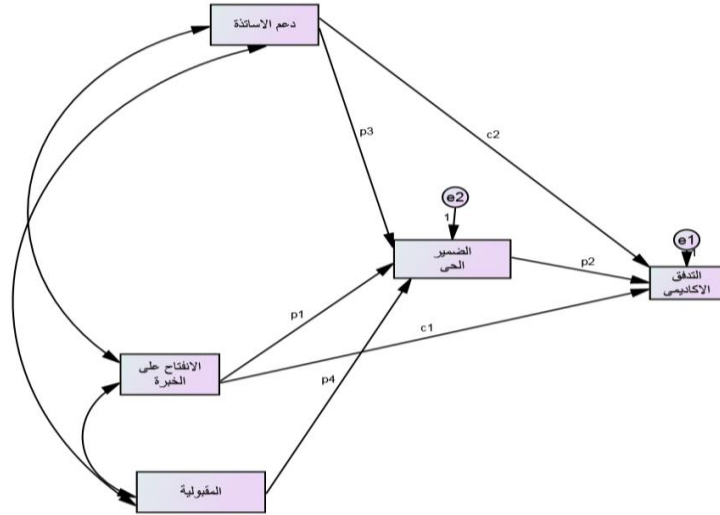 دعم الاساتذة
p3
c2
e2
1
الضمير
الحى
p2
e1
1
التدفق
الاكاديمى
p1
c1
الانفتاح على
الخبرة
p4
المقبولية